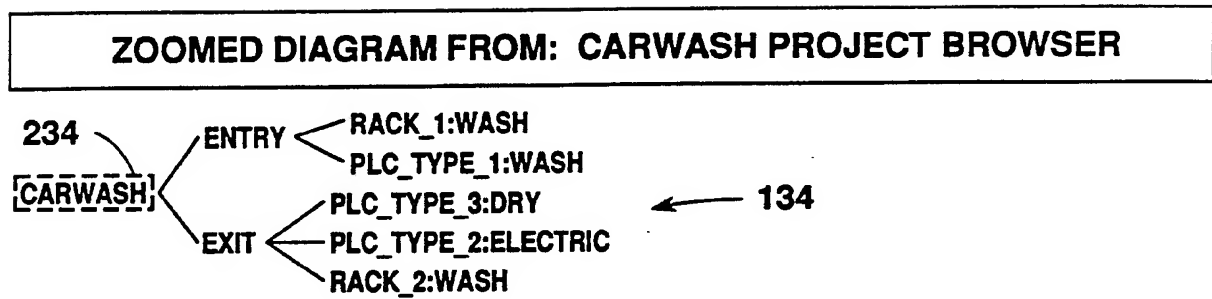 ZOOMED DIAGRAM FROM: CARWASH PROJECT BROWSER
234
ENTRY
RACK_1:WASH
PLC_TYPE_1:WASH
CARWASH
PLC_TYPE_3:DRY
134
EXIT
PLC_TYPE_2:ELECTRIC
RACK_2:WASH